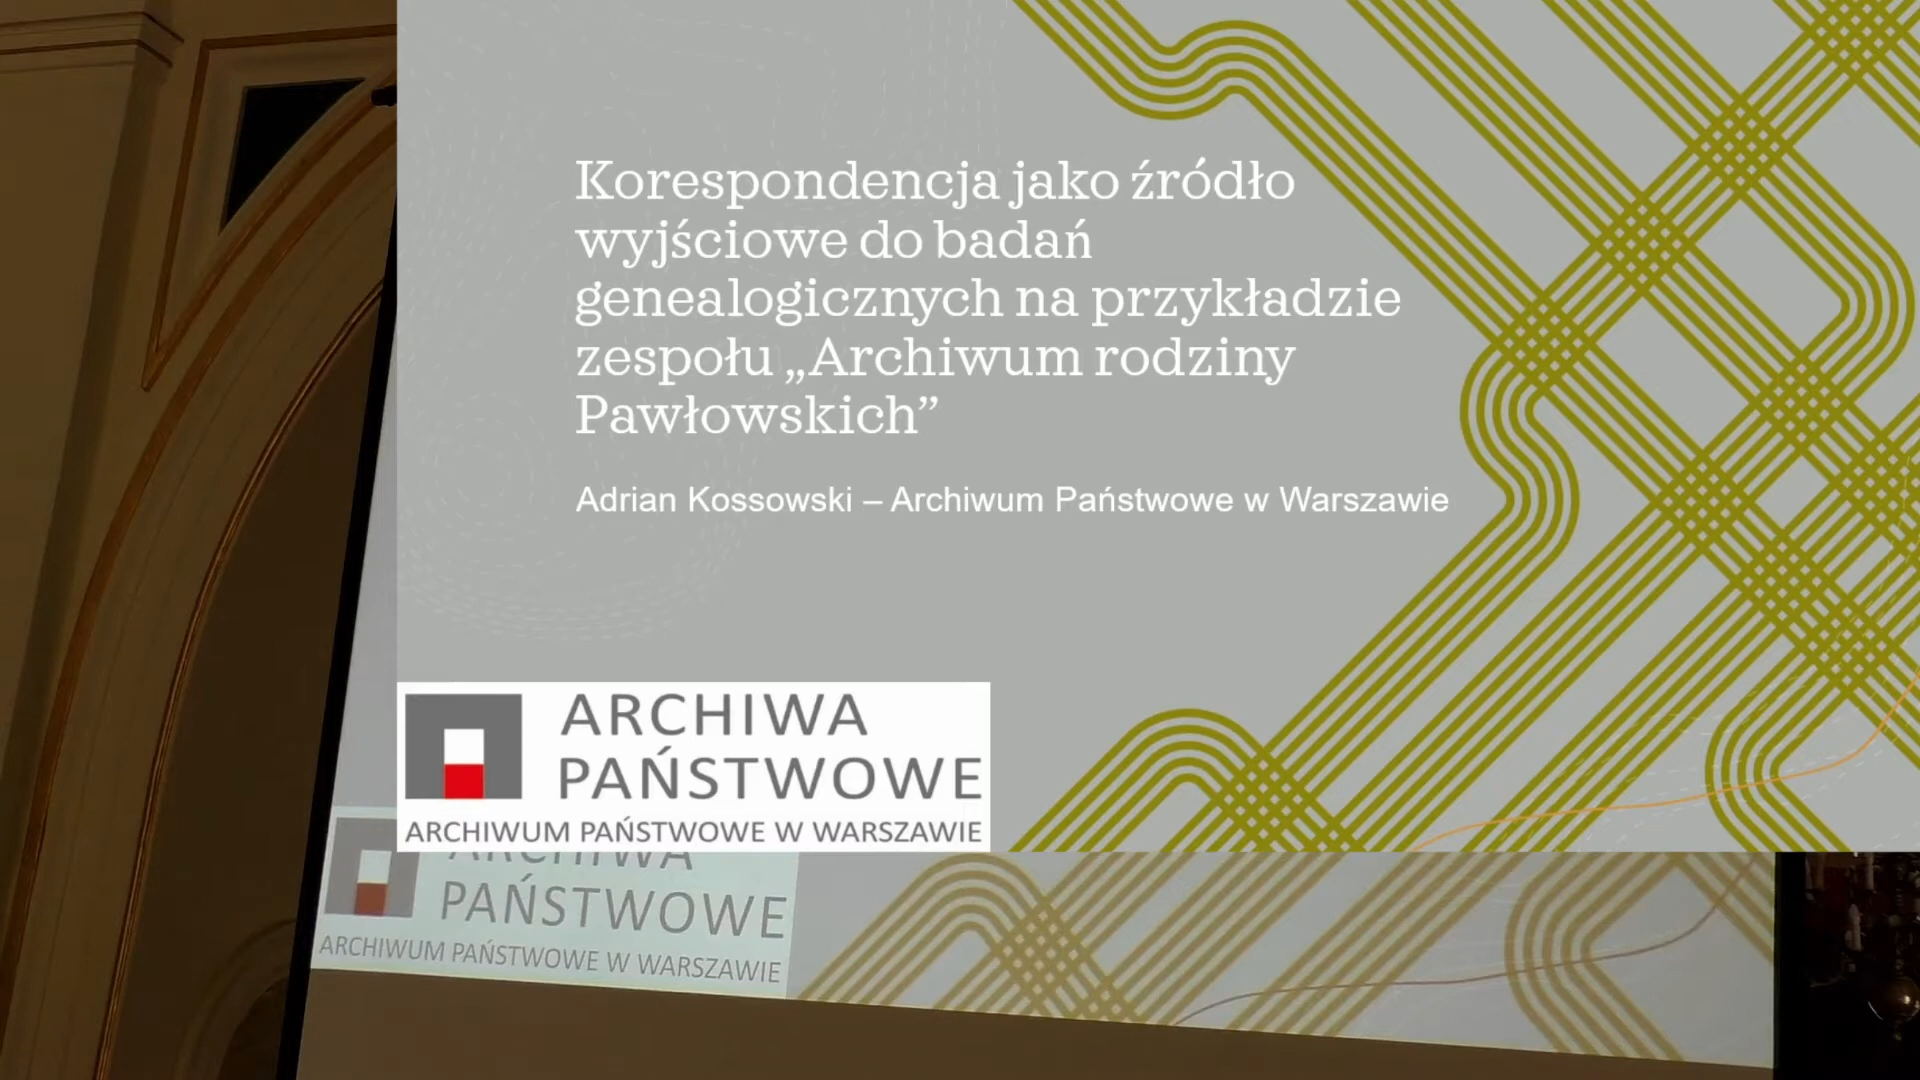 Korespondencja jako źródło
wyjściowe do badań
genealogicznych na przykładzie
zespołu „Archiwum rodziny
Pawłowskich”
Adrian Kossowski – Archiwum Państwowe w Warszawie
ARCHIWA
PAŃSTWOWE
ARCHIWUM PAŃSTWOWE W WARSZAWIE
ARCHIWA
PAŃSTWOWE
ARCHIWUM PAŃSTWOWE W WARSZAWIE